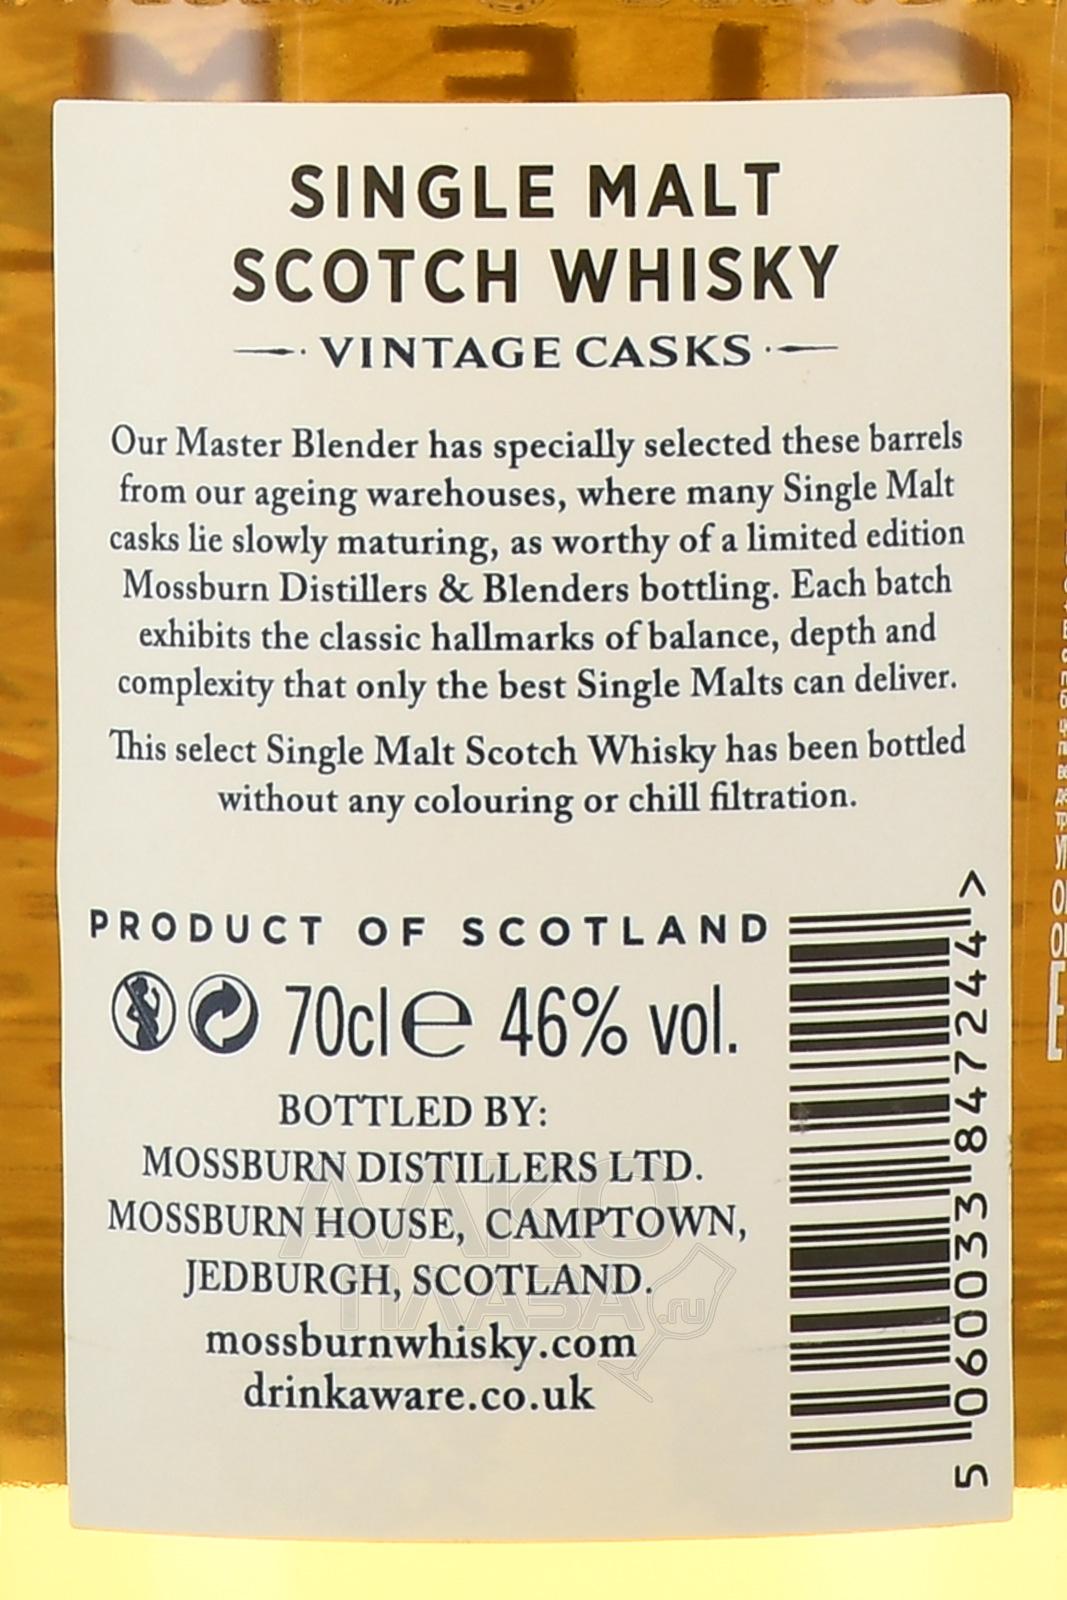 SINGLE MALT
SCOTCH WHISKY
VINTAGE CASKS
Our Master Blender has specially selected these barrels
from our ageing warehouses, where many Single Malt
casks lie slowly maturing, as worthy of a limited edition
Mossburn Distillers & Blenders bottling. Each batch
exhibits the classic hallmarks of balance, depth and
complexity that only the best Single Malts can deliver.
This select Single Malt Scotch Whisky has been bottled
without any colouring or chill filtration.
PRODUCT OF SCOTLAND
70cl e 46% vol.
BOTTLED BY:
MOSSBURN DISTILLERS LTD.
MOSSBURN HOUSE, CAMPTOWN,
JEDBURGH, SCOTLAND.
mossburnwhisky.com
drinkaware.co.uk
5 060033 847244 >
АЛКО
ПЛАЗА
.ru